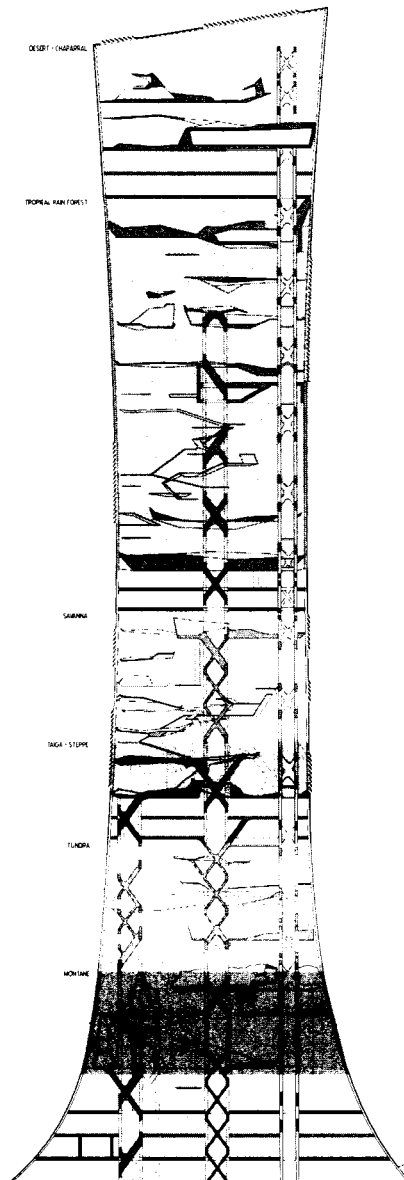 DESERT - CHAPARRAL
TROPICAL RAIN FOREST
SAVANNA
TAIGA - STEPPE
TUNDRA
MONTANE